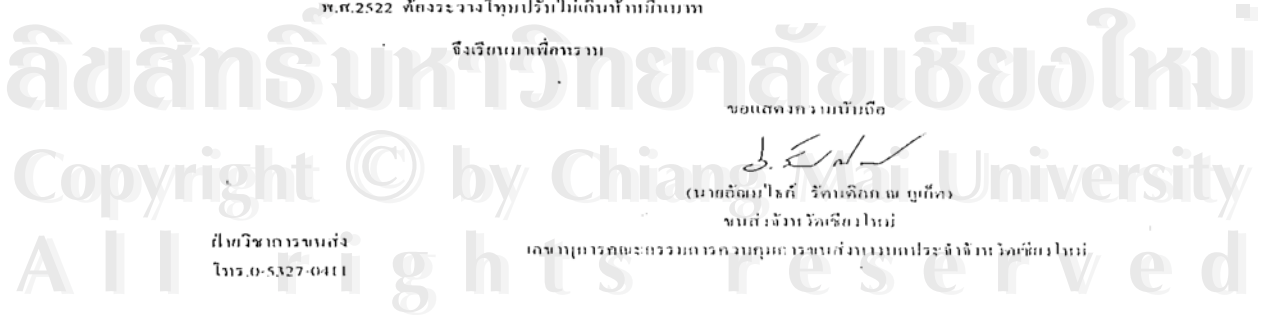 พ.ศ.2522 ต้องระวางโทษปรับไม่เกินห้าหมื่นบาท
จึงเรียนมาเพื่อทราบ
ลิขสิทธิ์มหาวิทยาลัยเชียงใหม่
ขอแสดงความนับถือ
Copyright © by Chiang Mai University
รัตนดิลก ณ ภูเก็ต)
ขนส่งจังหวัดเชียงใหม่
ฝ่ายวิชาการขนส่ง
เลขานุการคณะกรรมการควบคุมการขนส่งทางบกประจำจังหวัดเชียงใหม่
โทร.0-5327-0411
All rights reserved